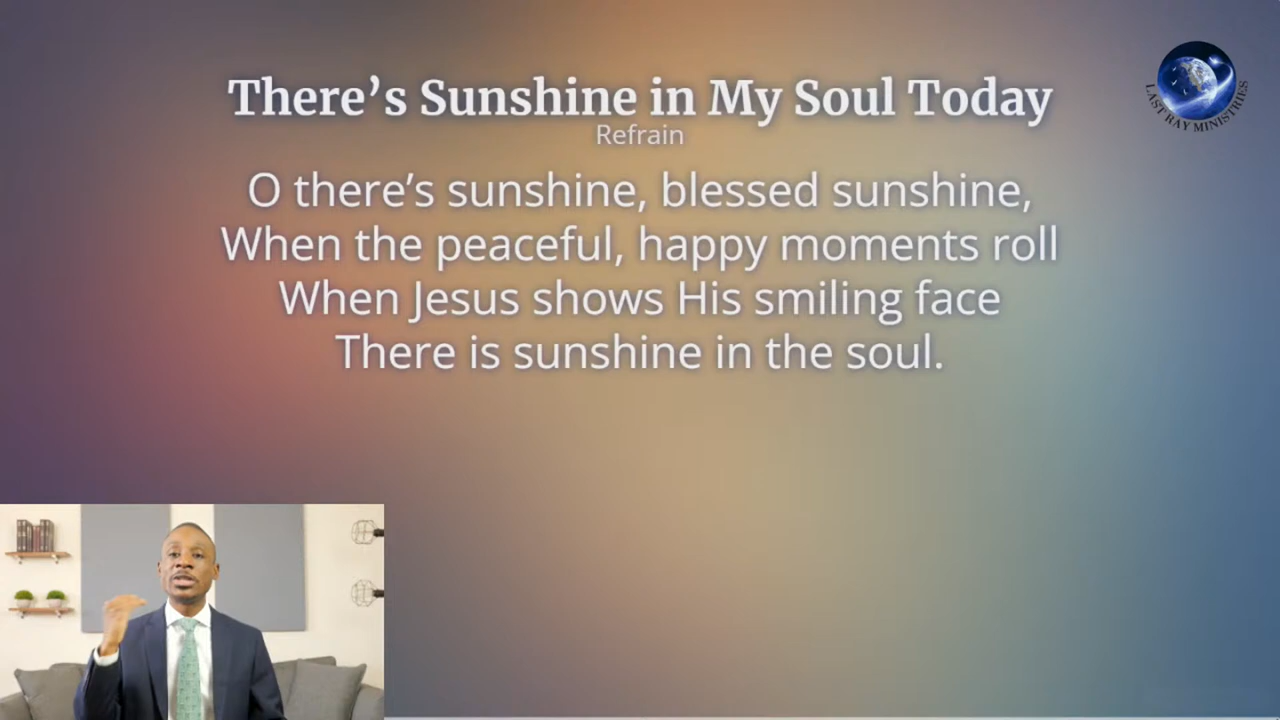 There’s Sunshine in My Soul Today
Refrain
O there’s sunshine, blessed sunshine,
When the peaceful, happy moments roll
When Jesus shows His smiling face
There is sunshine in the soul.
LAST RAY MINISTRIES